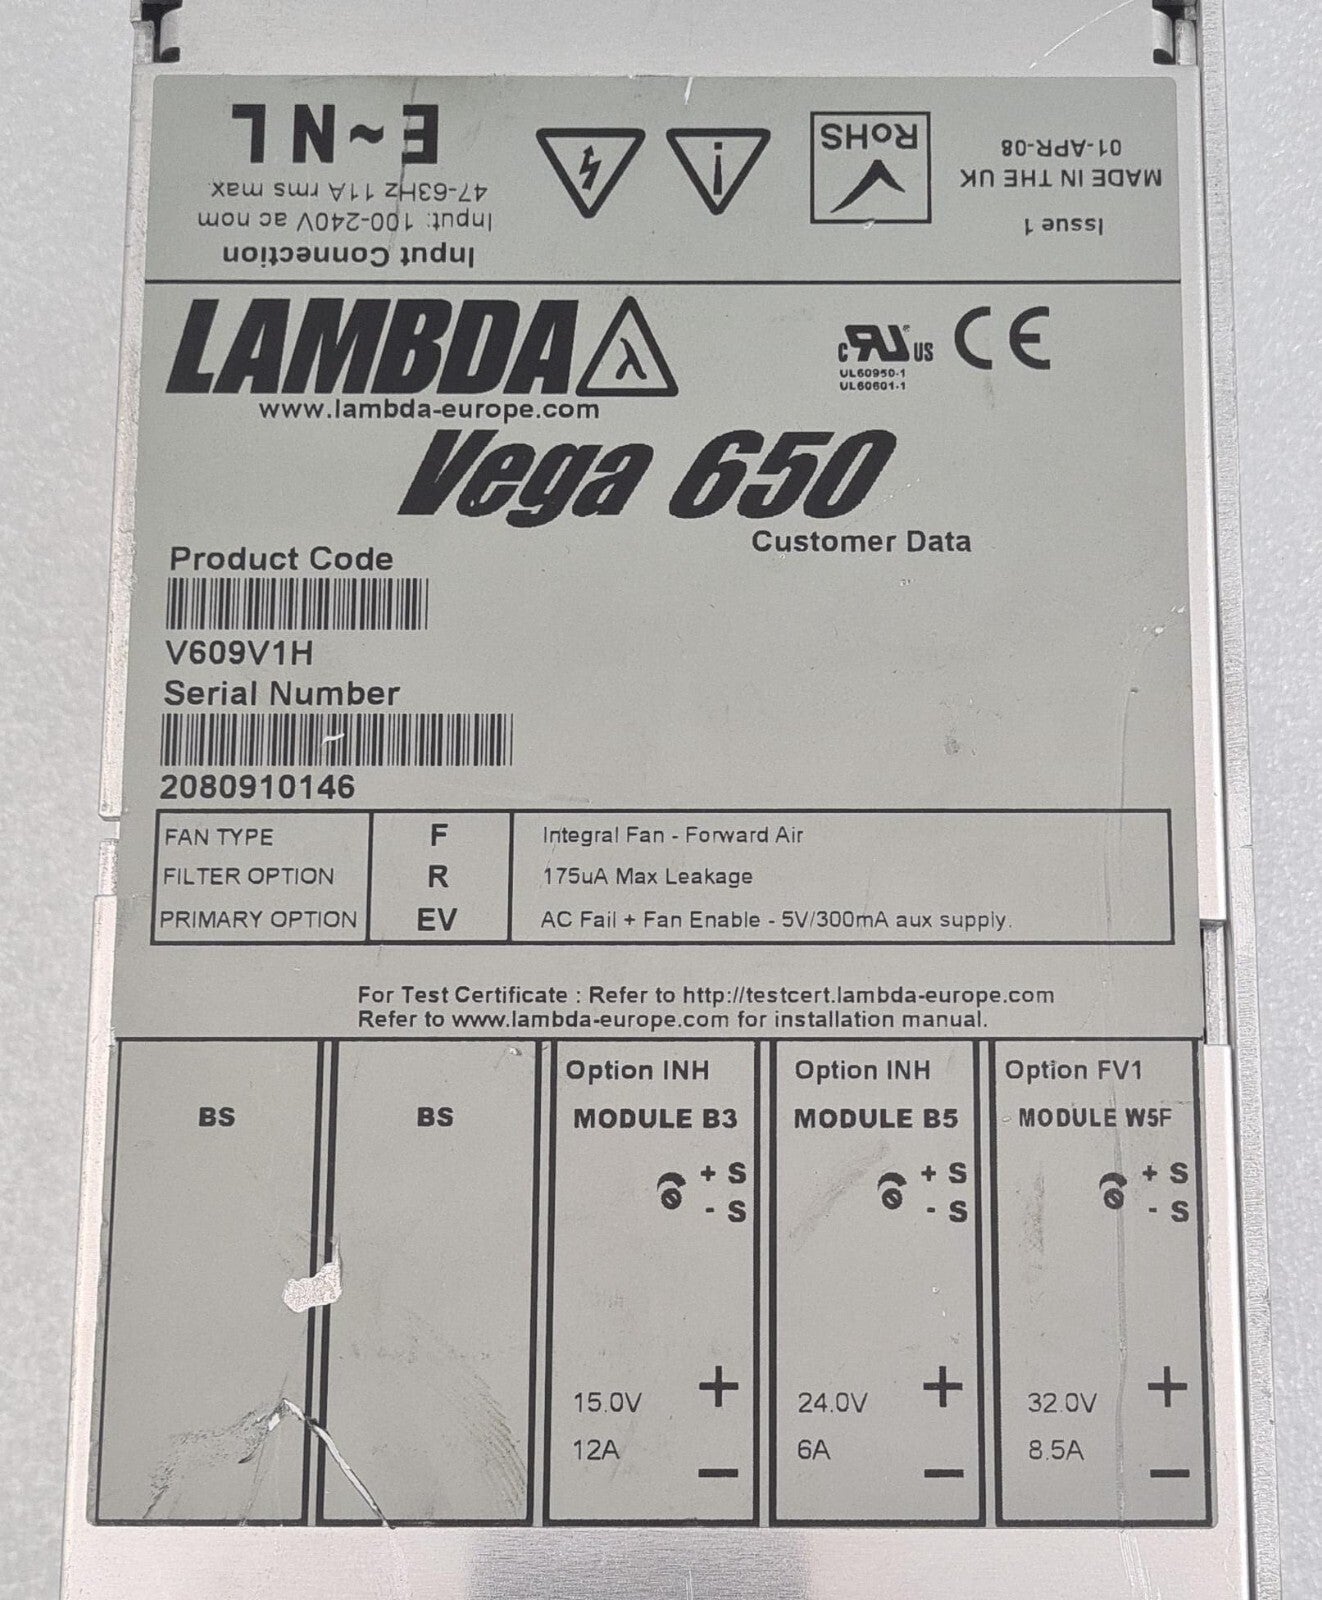 Input Connection
Input: 100-240V ac nom
47-63Hz 11A rms max.
E ~ N L
RoHS
Issue 1
MADE IN THE UK
01-APR-08
LAMBDA λ
www.lambda-europe.com
c RU US
UL60950-1
UL60601-1
CE
Vega 650
Customer Data
Product Code
V609V1H
Serial Number
2080910146
FAN TYPE F Integral Fan - Forward Air
FILTER OPTION R 175uA Max Leakage
PRIMARY OPTION EV AC Fail + Fan Enable - 5V/300mA aux supply.
For Test Certificate : Refer to http://testcert.lambda-europe.com
Refer to www.lambda-europe.com for installation manual.
BS
BS
Option INH
MODULE B3
+ S
- S
15.0V +
12A -
Option INH
MODULE B5
+ S
- S
24.0V +
6A -
Option FV1
MODULE W5F
+ S
- S
32.0V +
8.5A -